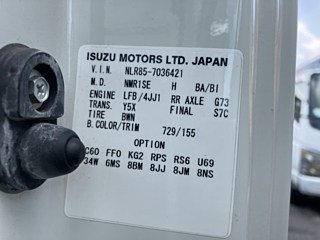 ISUZU MOTORS LTD. JAPAN
V.I.N. NLR85-7036421
M.D. NMR1SE H BA/BI
ENGINE LFB/4JJ1 RR AXLE G73
TRANS. Y5X FINAL S7C
TIRE BWN
B.COLOR/TRIM 729/155
OPTION
C60 FFO KG2 RPS RS6 U69
34W 6MS 8BM 8JJ 8JM 8NS